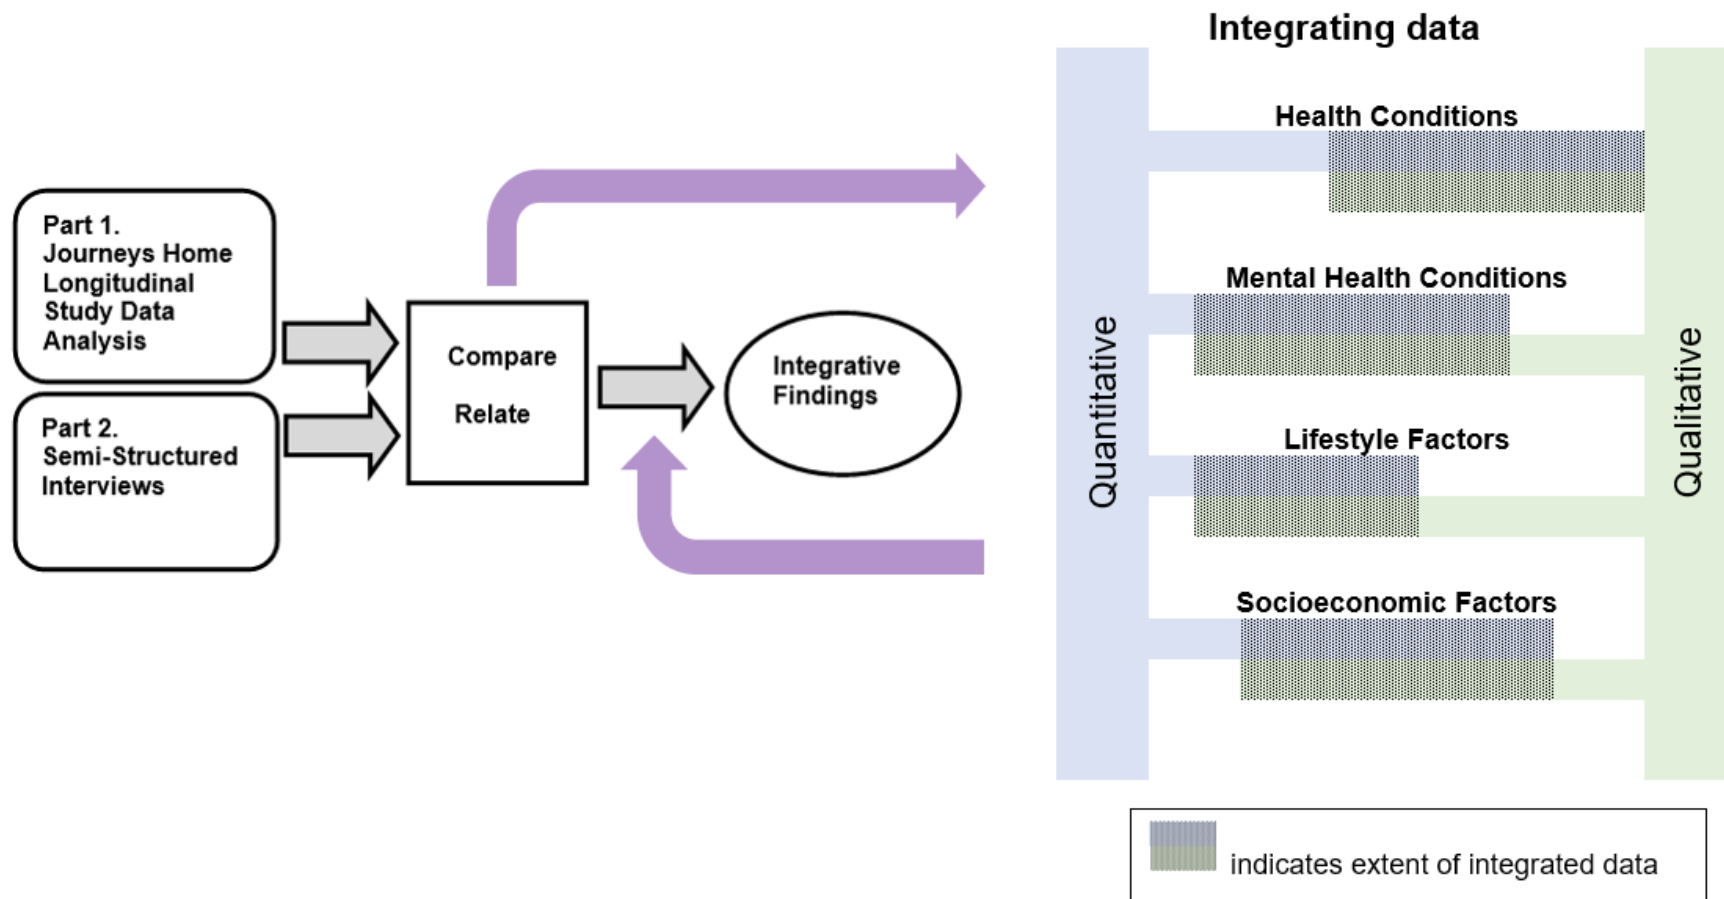 Integrating data
Part 1.
Journeys Home
Longitudinal
Study Data
Analysis
Part 2.
Semi-Structured
Interviews
Compare
Relate
Integrative
Findings
Quantitative
Health Conditions
Mental Health Conditions
Lifestyle Factors
Socioeconomic Factors
Qualitative
indicates extent of integrated data